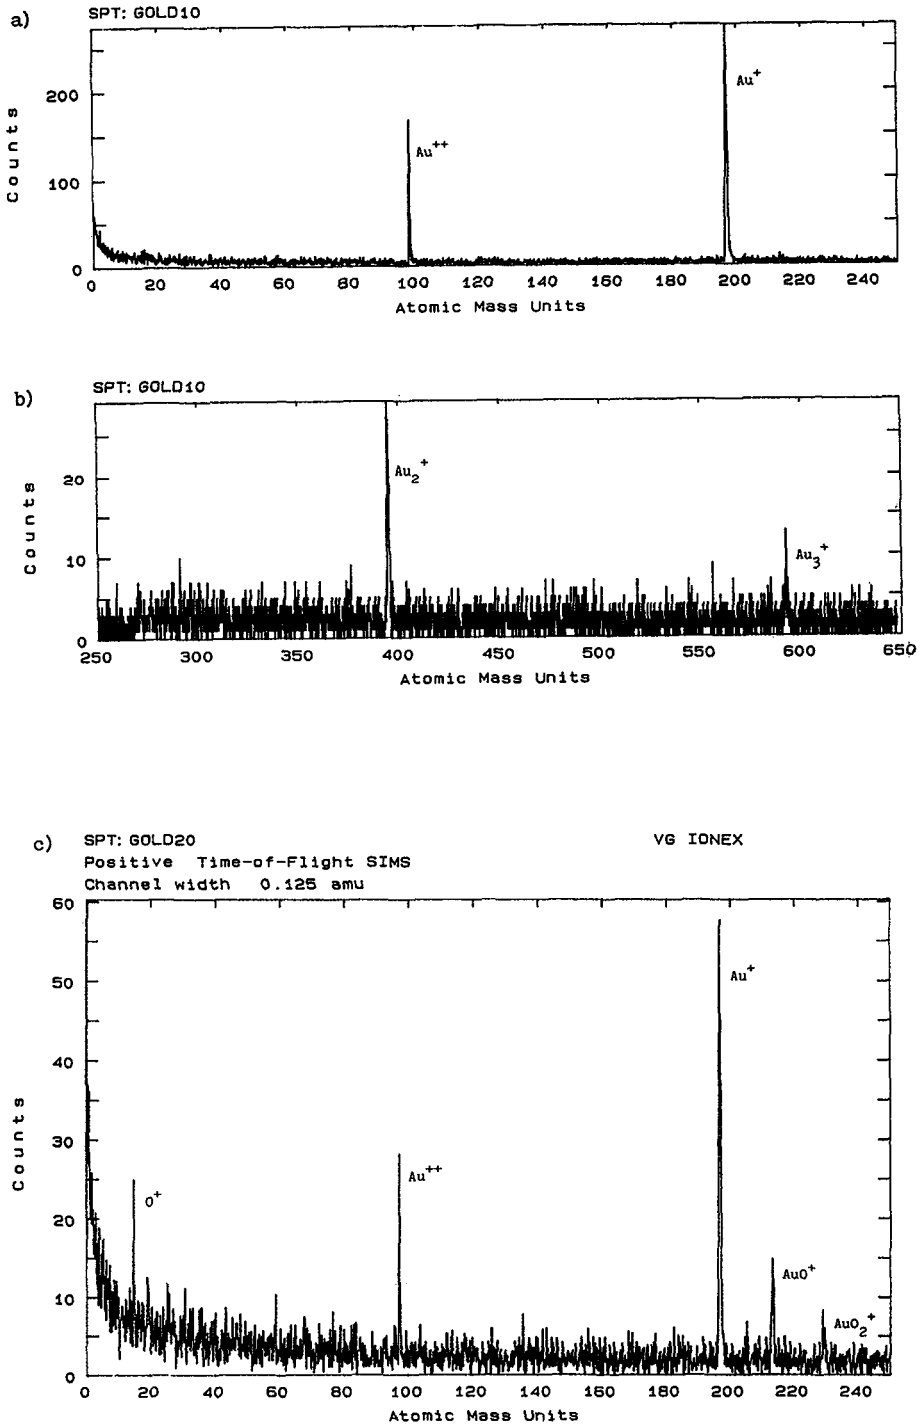 a)
SPT: GOLD10
Counts
200
100
0
Au++
Au+
0 20 40 60 80 100 120 140 160 180 200 220 240
Atomic Mass Units
b)
SPT: GOLD10
Counts
20
10
0
Au2+
Au3+
250 300 350 400 450 500 550 600 650
Atomic Mass Units
c)
SPT: GOLD20 VG IONEX
Positive Time-of-Flight SIMS
Channel width 0.125 amu
Counts
60
50
40
30
20
10
0
O+
Au++
Au+
AuO+
AuO2+
0 20 40 60 80 100 120 140 160 180 200 220 240
Atomic Mass Units